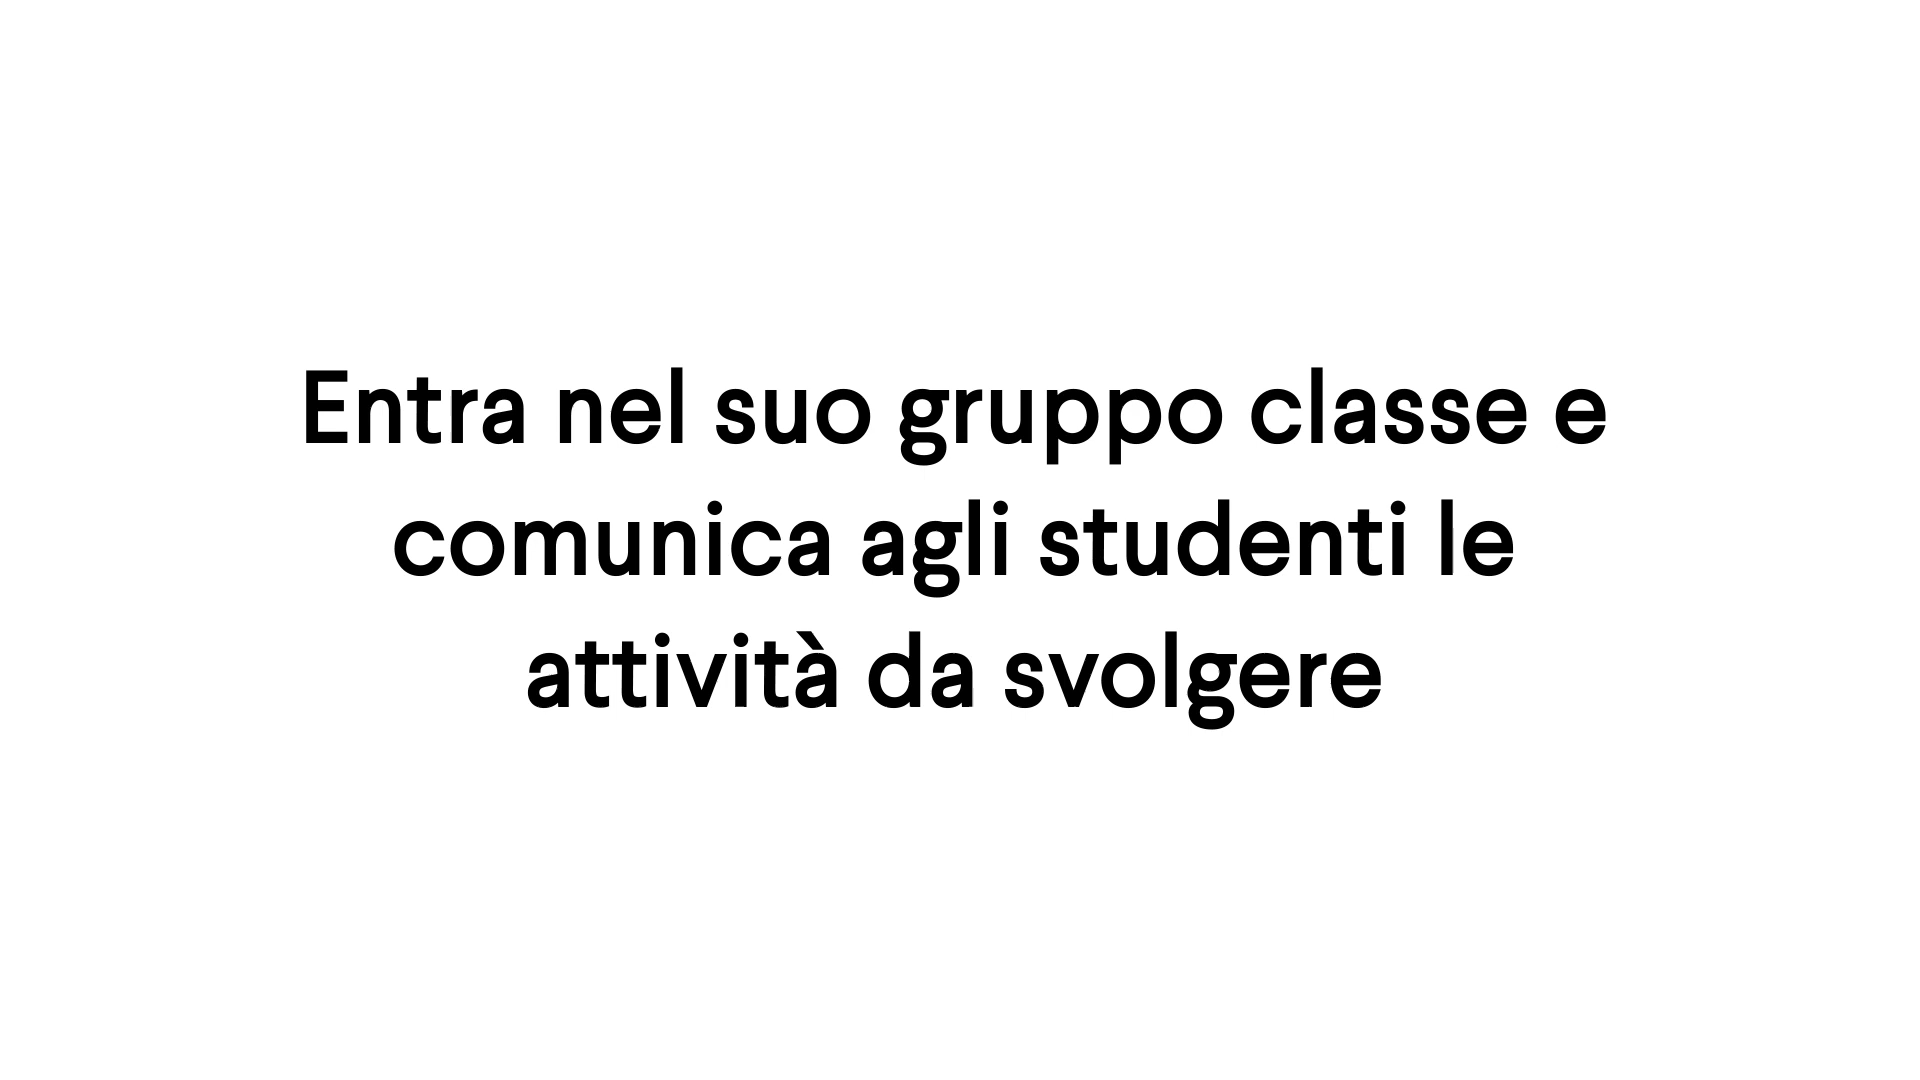 Entra nel suo gruppo classe e
comunica agli studenti le
attività da svolgere